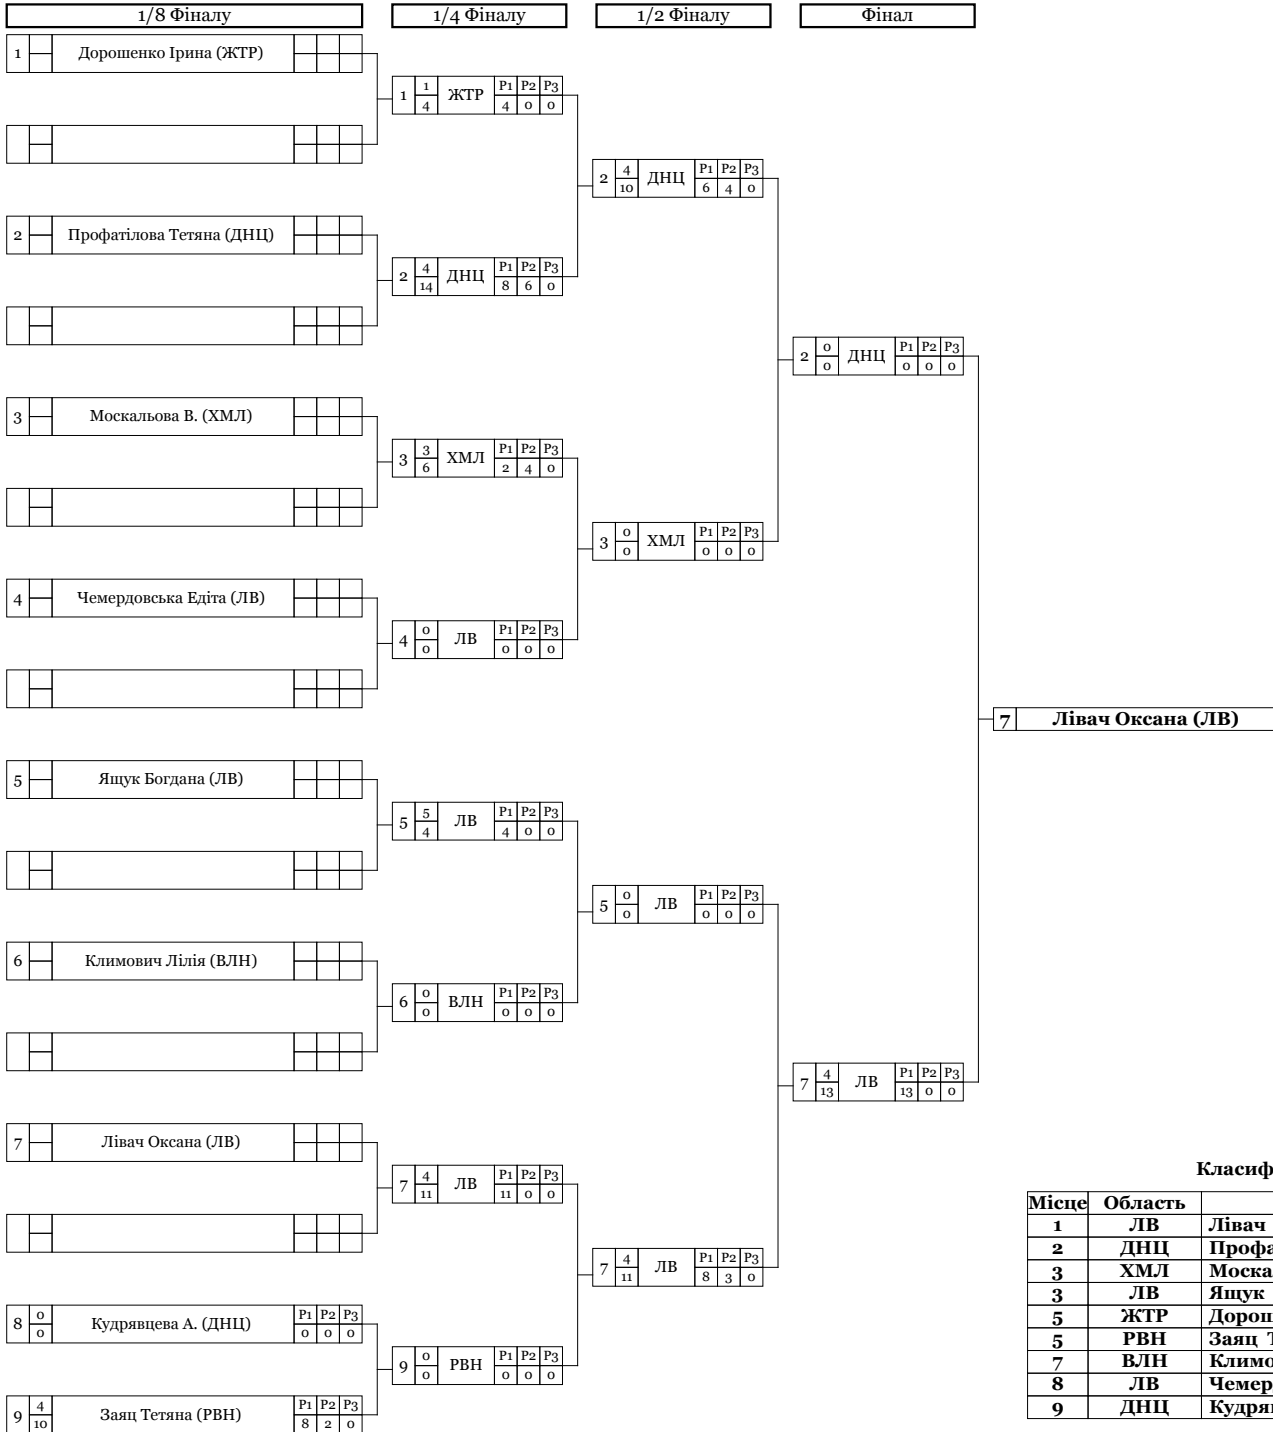 1/8 Фіналу 1/4 Фіналу 1/2 Фіналу Фінал
1 Дорошенко Ірина (ЖТР)
1 1 ЖТР P1 P2 P3
4 4 0 0
2 4 ДНЦ P1 P2 P3
10 6 4 0
2 Профатілова Тетяна (ДНЦ)
2 4 ДНЦ P1 P2 P3
14 8 6 0
2 0 ДНЦ P1 P2 P3
0 0 0 0
3 Москальова В. (ХМЛ)
3 3 ХМЛ P1 P2 P3
6 2 4 0
3 0 ХМЛ P1 P2 P3
0 0 0 0
4 Чемердовська Едіта (ЛВ)
4 0 ЛВ P1 P2 P3
0 0 0 0
7 Лівач Оксана (ЛВ)
5 Ящук Богдана (ЛВ)
5 5 ЛВ P1 P2 P3
4 4 0 0
5 0 ЛВ P1 P2 P3
0 0 0 0
6 Климович Лілія (ВЛН)
6 0 ВЛН P1 P2 P3
0 0 0 0
7 4 ЛВ P1 P2 P3
13 13 0 0
7 Лівач Оксана (ЛВ)
7 4 ЛВ P1 P2 P3
11 11 0 0
7 4 ЛВ P1 P2 P3
11 8 3 0
8 0 Кудрявцева А. (ДНЦ) P1 P2 P3
0 0 0 0
9 0 РВН P1 P2 P3
0 0 0 0
9 4 Заяц Тетяна (РВН) P1 P2 P3
10 8 2 0
Класиф
Місце Область
1 ЛВ Лівач
2 ДНЦ Профа
3 ХМЛ Моска
3 ЛВ Ящук
5 ЖТР Дорош
5 РВН Заяц
7 ВЛН Климо
8 ЛВ Чемер
9 ДНЦ Кудря